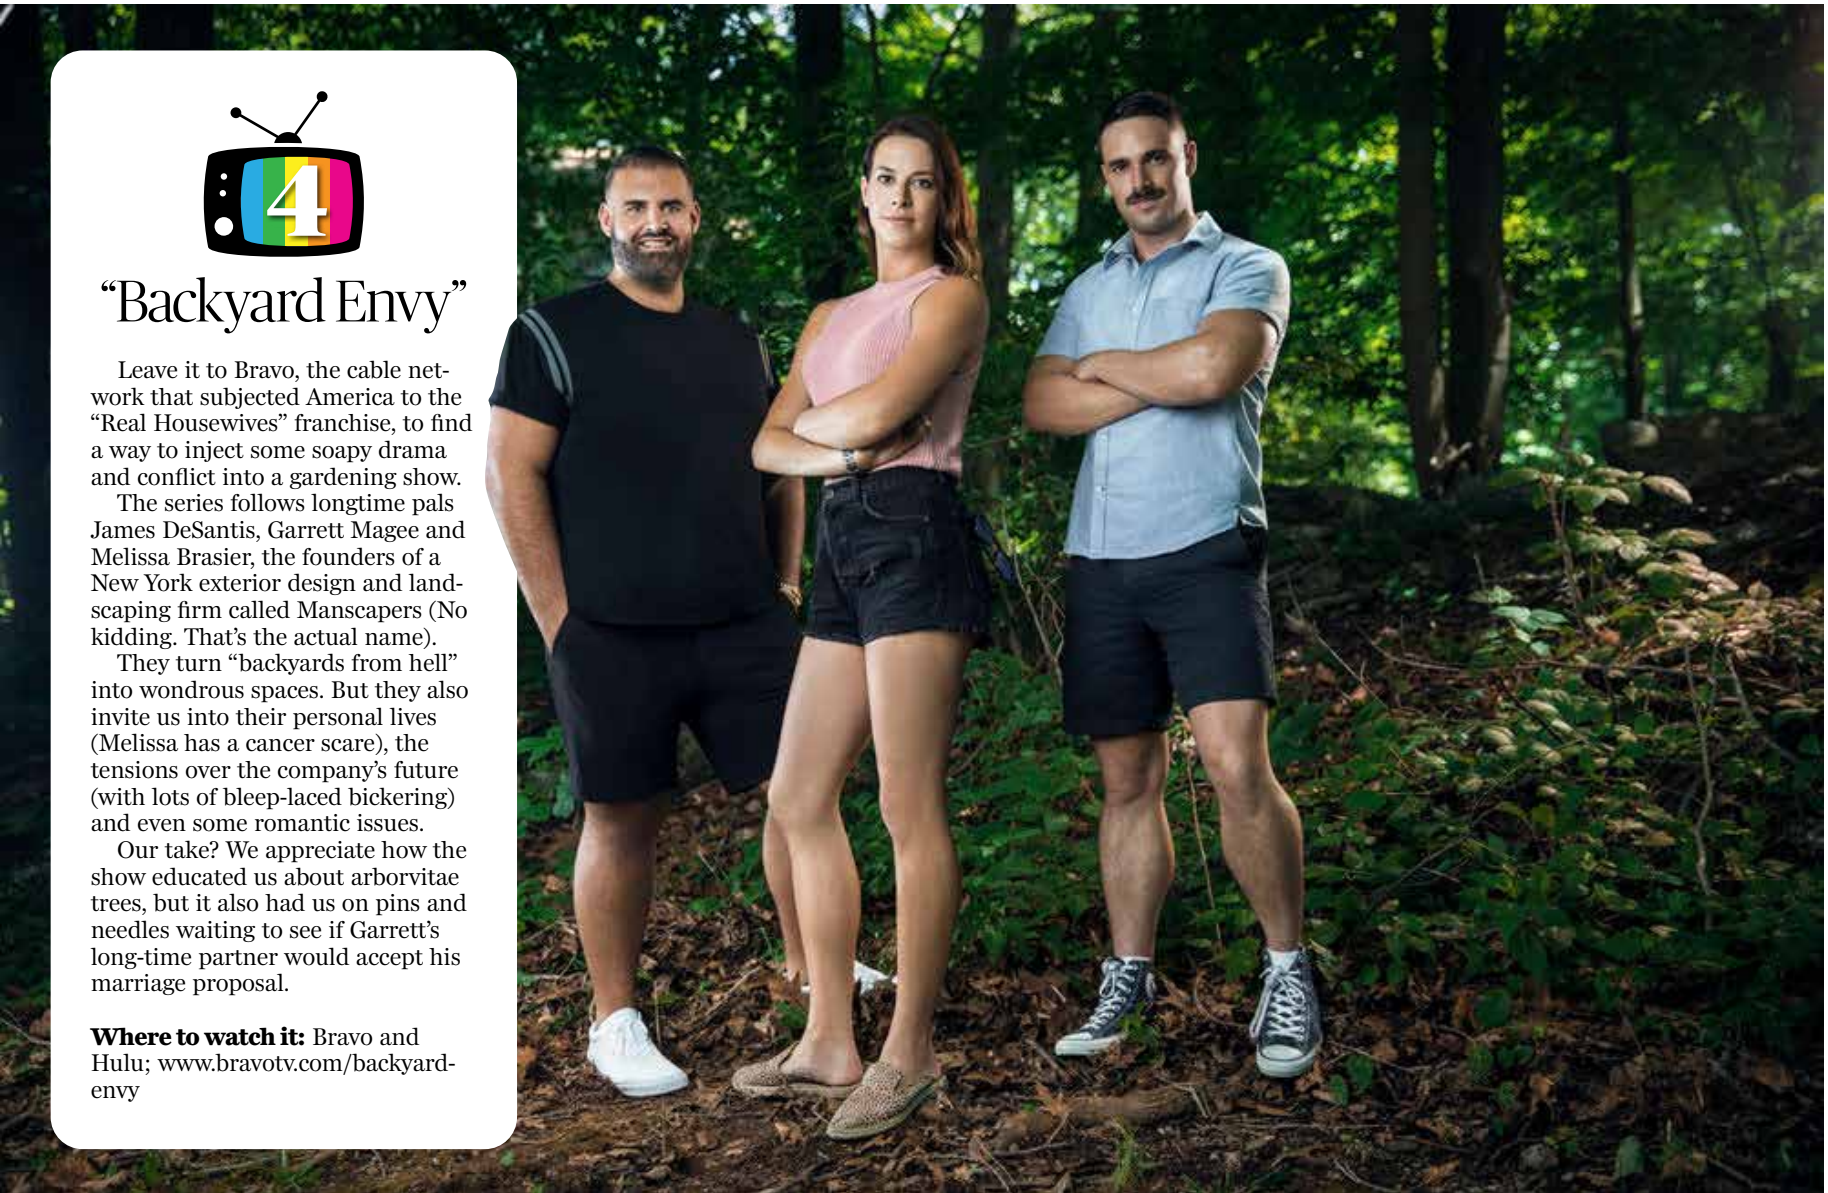 4
“Backyard Envy”
Leave it to Bravo, the cable net-
work that subjected America to the
“Real Housewives” franchise, to find
a way to inject some soapy drama
and conflict into a gardening show.
The series follows longtime pals
James DeSantis, Garrett Magee and
Melissa Brasier, the founders of a
New York exterior design and land-
scaping firm called Manscapers (No
kidding. That’s the actual name).
They turn “backyards from hell”
into wondrous spaces. But they also
invite us into their personal lives
(Melissa has a cancer scare), the
tensions over the company’s future
(with lots of bleep-laced bickering)
and even some romantic issues.
Our take? We appreciate how the
show educated us about arborvitae
trees, but it also had us on pins and
needles waiting to see if Garrett’s
long-time partner would accept his
marriage proposal.
Where to watch it: Bravo and
Hulu; www.bravotv.com/backyard-
envy